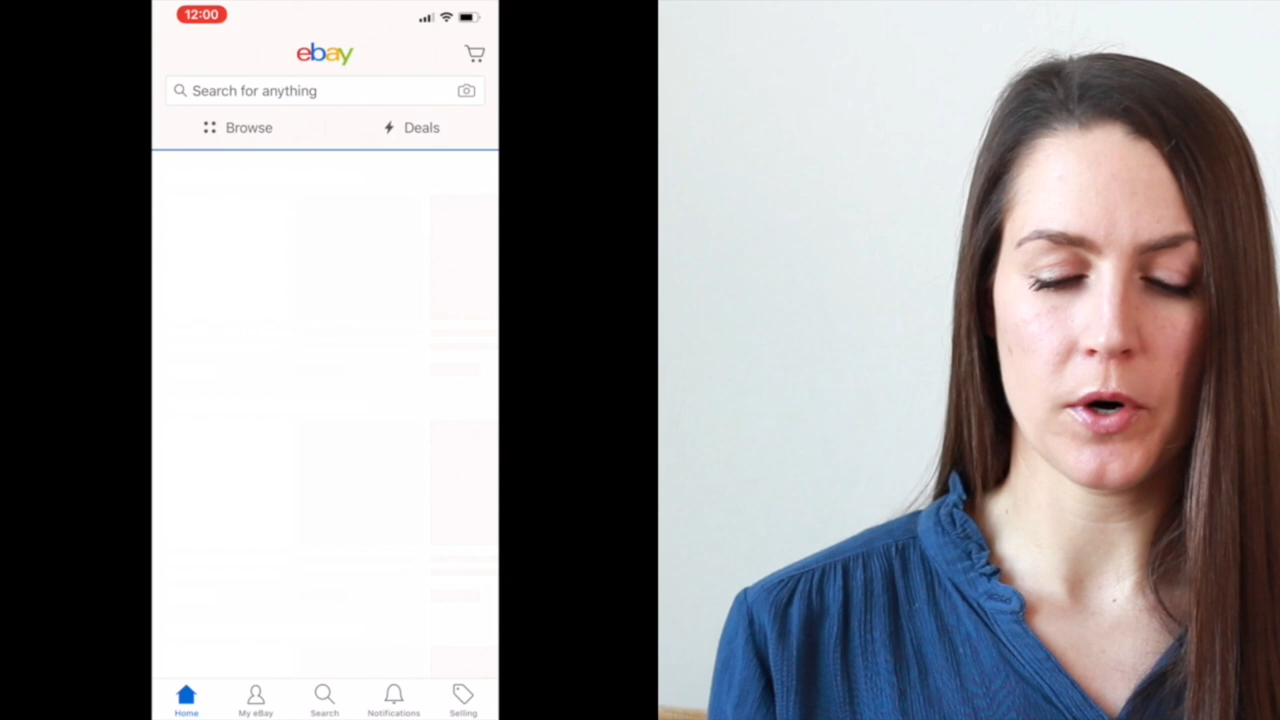 12:00
ebay
Search for anything
Browse Deals
Home My eBay Search Notifications Selling